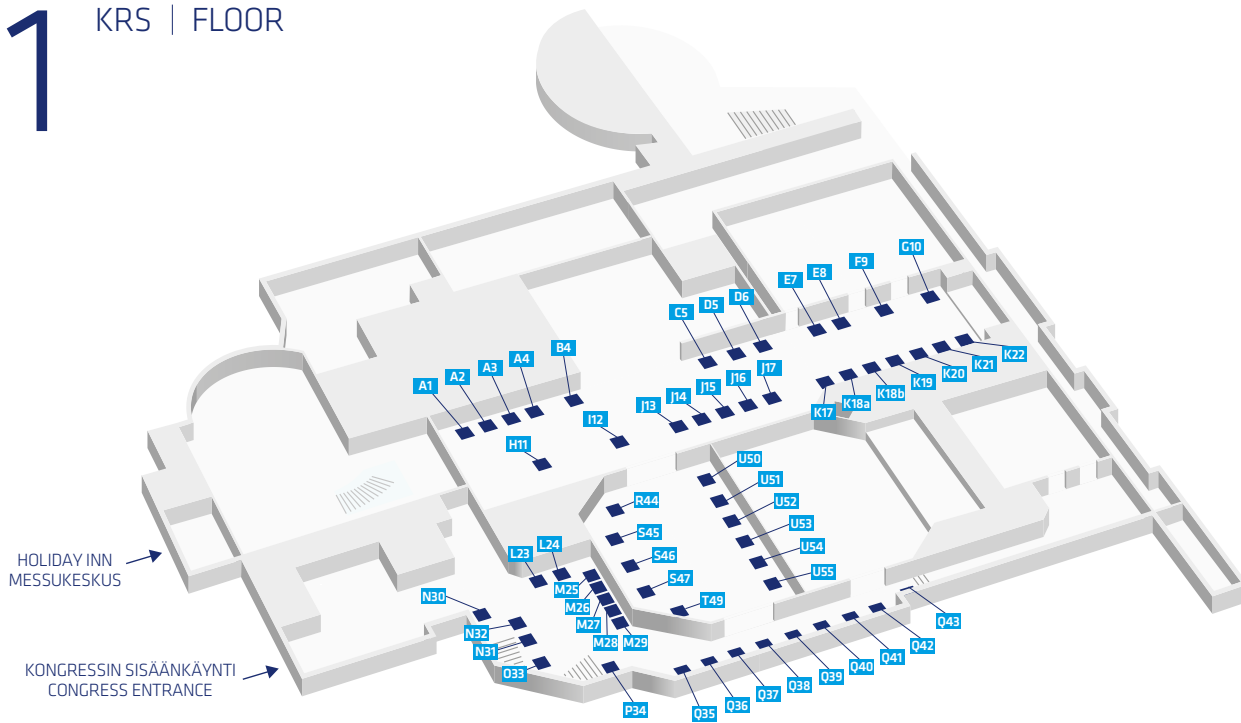 1
KRS | FLOOR
G10
F9
E8
E7
D6
D5
C5
B4
A4
A3
A2
A1
J17
J16
J15
J14
J13
I12
H11
K22
K21
K20
K19
K18b
K18a
K17
U50
U51
U52
U53
U54
U55
R44
S45
S46
S47
T49
L24
L23
M25
M26
M27
M28
M29
N30
N32
N31
O33
P34
Q35
Q36
Q37
Q38
Q39
Q40
Q41
Q42
Q43
HOLIDAY INN
MESSUKESKUS
KONGRESSIN SISÄÄNKÄYNTI
CONGRESS ENTRANCE